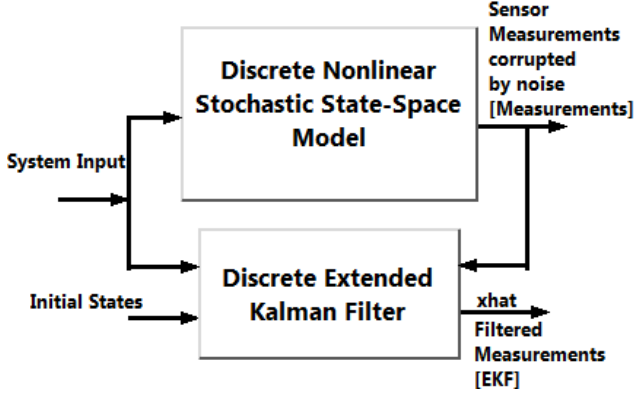 Sensor
Measurements
corrupted
by noise
[Measurements]
Discrete Nonlinear
Stochastic State-Space
Model
System Input
Discrete Extended
Kalman Filter
Initial States
xhat
Filtered
Measurements
[EKF]